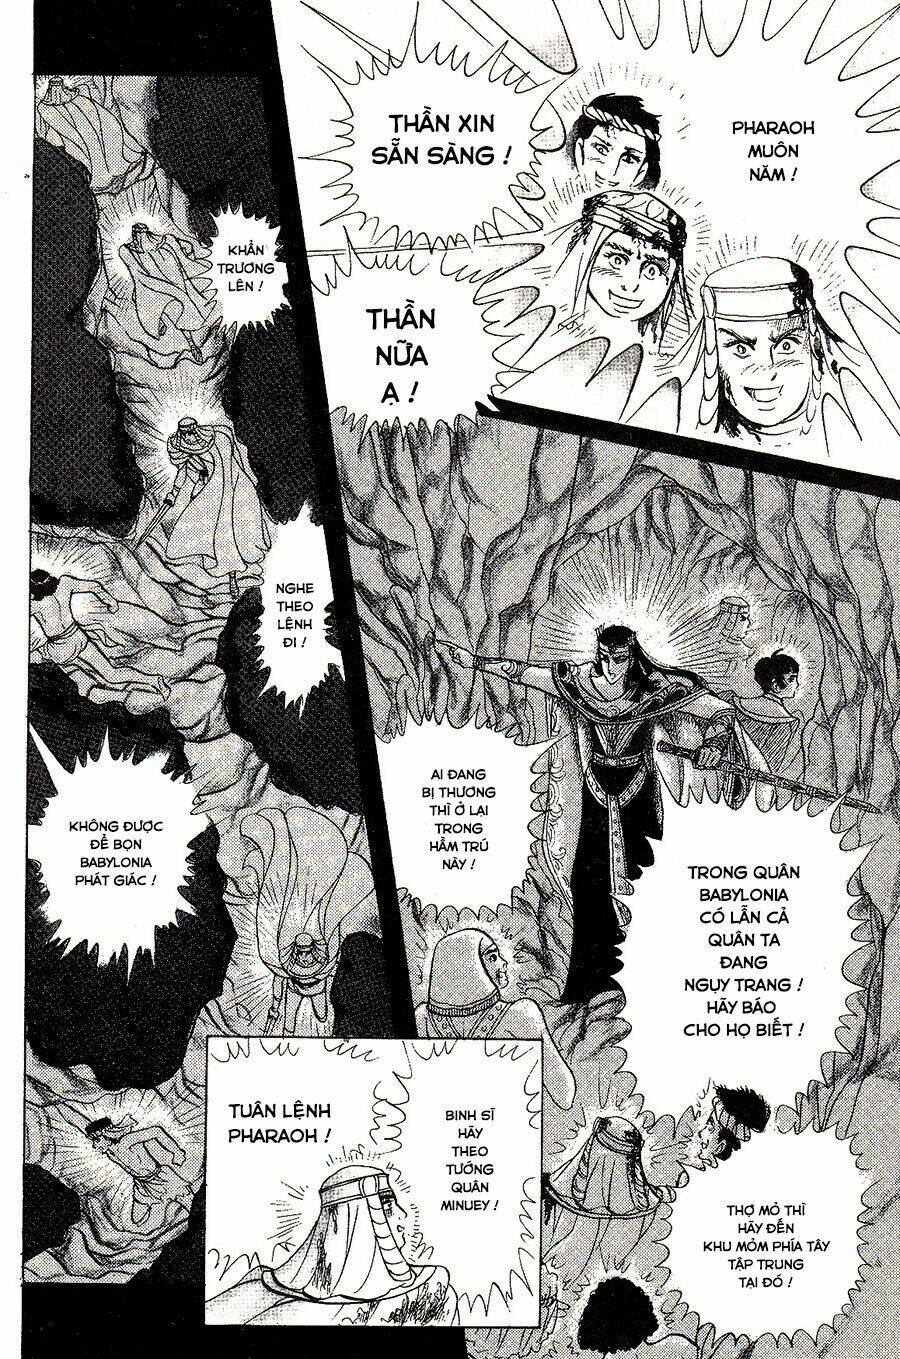 PHARAOH
MUÔN
NĂM !
THẦN XIN
SẴN SÀNG !
THẦN
NỮA
Ạ !
AI ĐANG
BỊ THƯƠNG
THÌ Ở LẠI
TRONG
HẦM TRÚ
NÀY !
TRONG QUÂN
BABYLONIA
CÓ LẪN CẢ
QUÂN TA
ĐANG
NGỤY TRANG !
HÃY BÁO
CHO HỌ BIẾT !
THỢ MỎ THÌ
HÃY ĐẾN
KHU MỎM PHÍA TÂY
TẬP TRUNG
TẠI ĐÓ !
BINH SĨ
HÃY
THEO
TƯỚNG
QUÂN
MINUEY !
TUÂN LỆNH
PHARAOH !
KHẨN
TRƯƠNG
LÊN !
NGHE
THEO
LỆNH
ĐI !
KHÔNG ĐƯỢC
ĐỂ BỌN
BABYLONIA
PHÁT GIÁC !